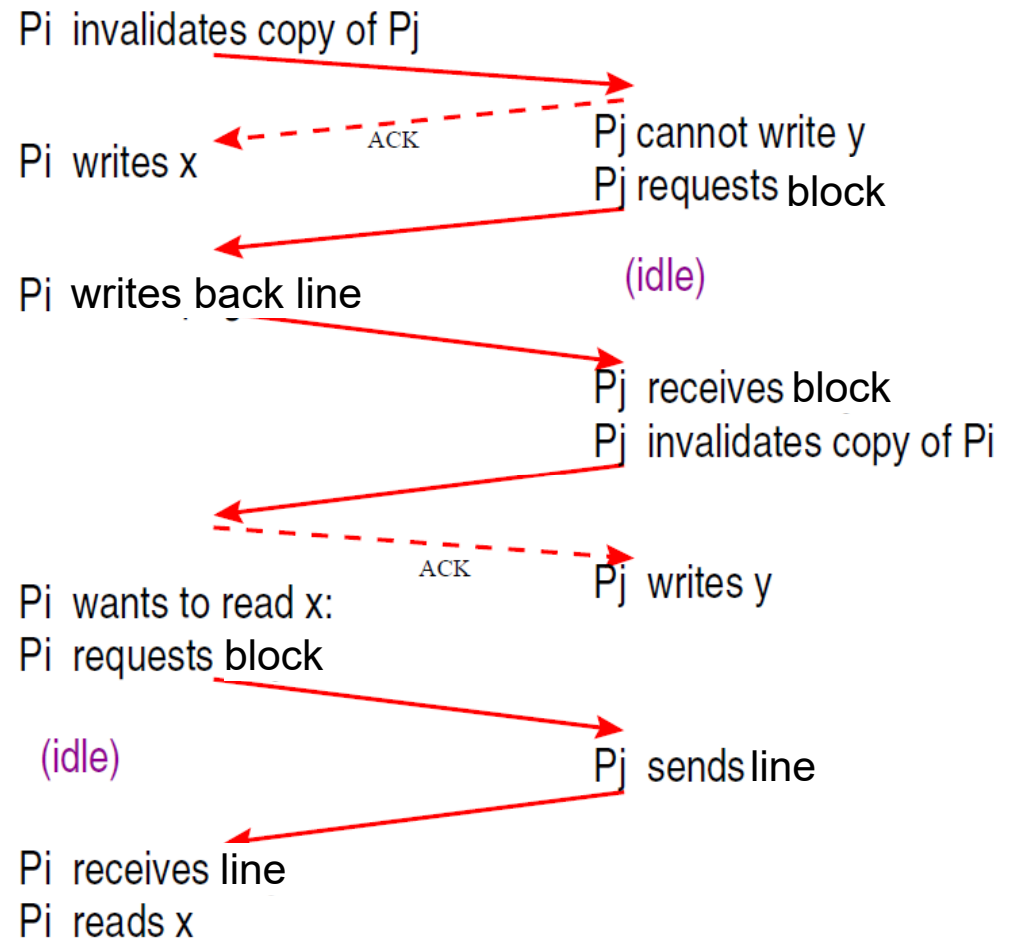 Pi invalidates copy of Pj
ACK
Pj cannot write y
Pi writes x
Pj requests block
(idle)
Pi writes back line
Pj receives block
Pj invalidates copy of Pi
ACK
Pj writes y
Pi wants to read x:
Pi requests block
(idle)
Pj sends line
Pi receives line
Pi reads x